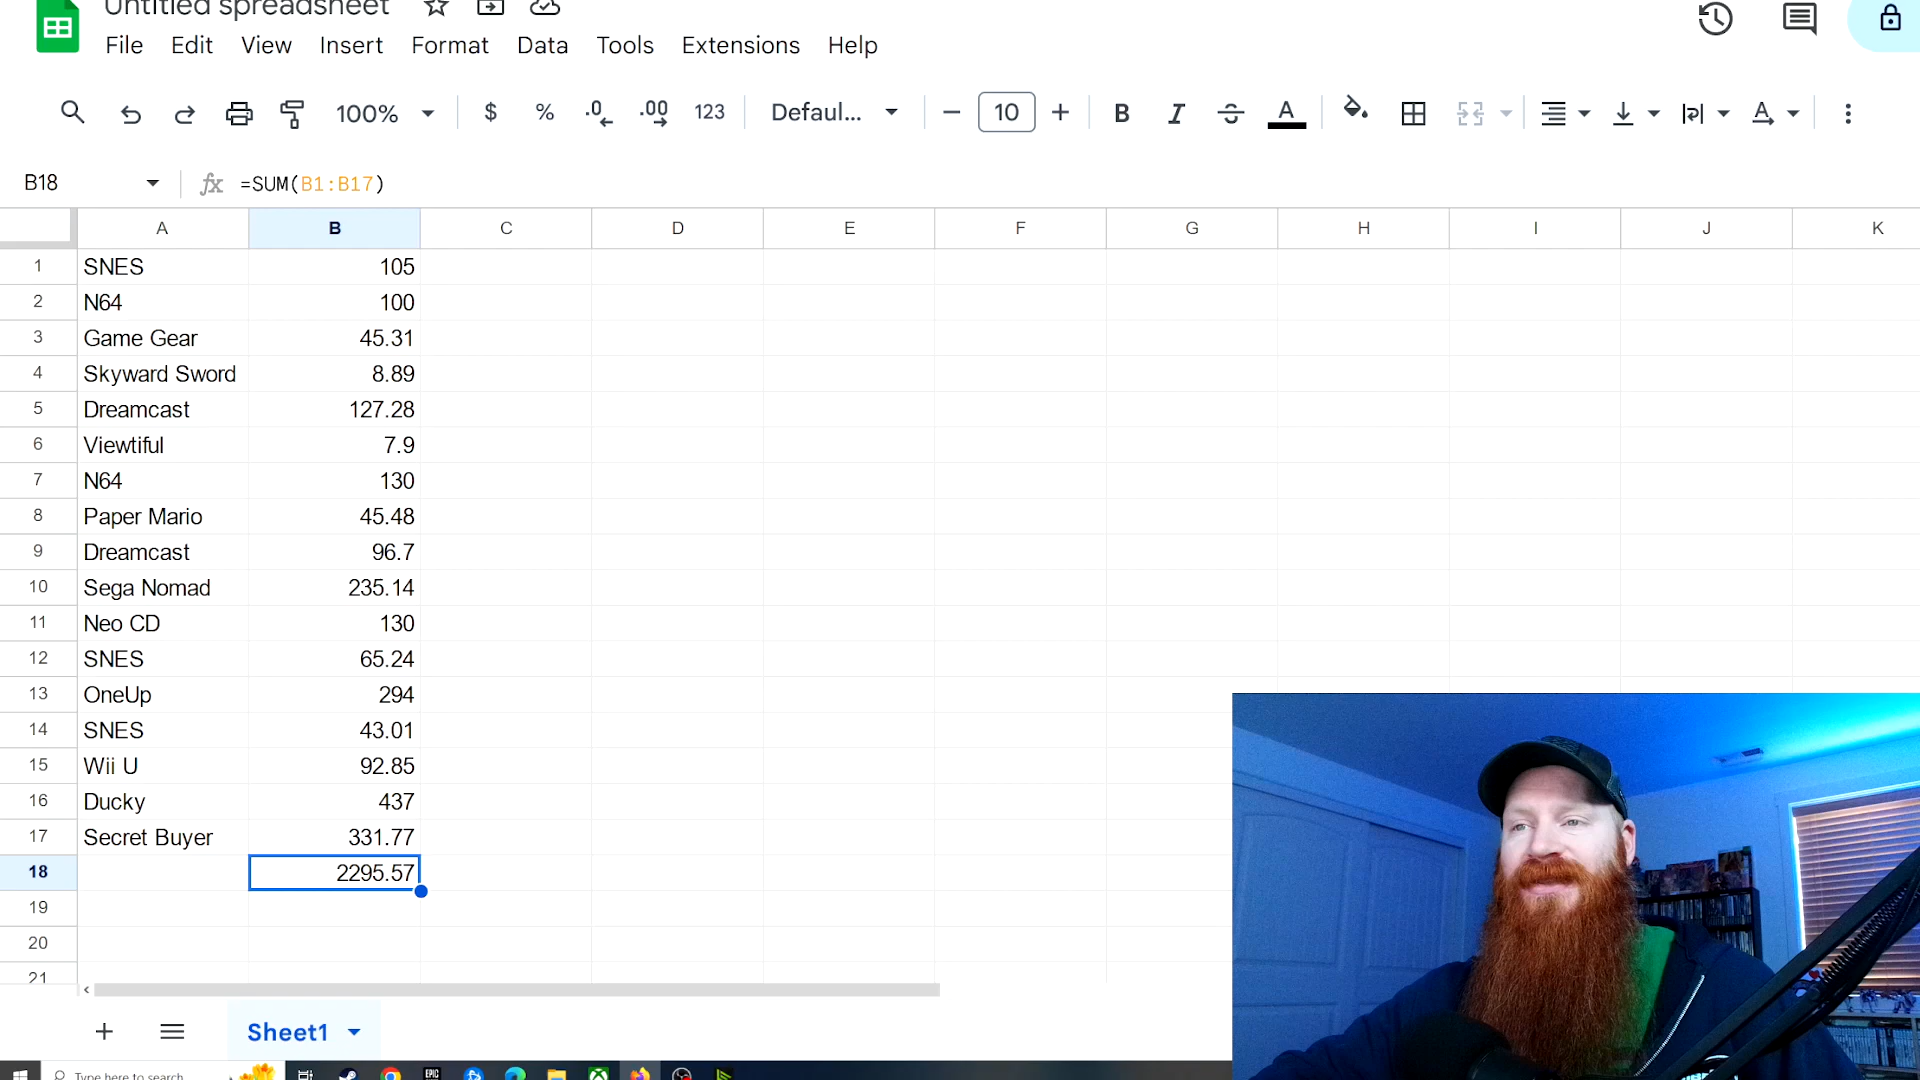 Untitled spreadsheet
File Edit View Insert Format Data Tools Extensions Help
100% $ % .0 .00 123 Defaul... 10 B I S A
B18 fx =SUM(B1:B17)
A B C D E F G H I J K
1 SNES 105
2 N64 100
3 Game Gear 45.31
4 Skyward Sword 8.89
5 Dreamcast 127.28
6 Viewtiful 7.9
7 N64 130
8 Paper Mario 45.48
9 Dreamcast 96.7
10 Sega Nomad 235.14
11 Neo CD 130
12 SNES 65.24
13 OneUp 294
14 SNES 43.01
15 Wii U 92.85
16 Ducky 437
17 Secret Buyer 331.77
18 2295.57
19
20
21
Sheet1
Type here to search
EPIC